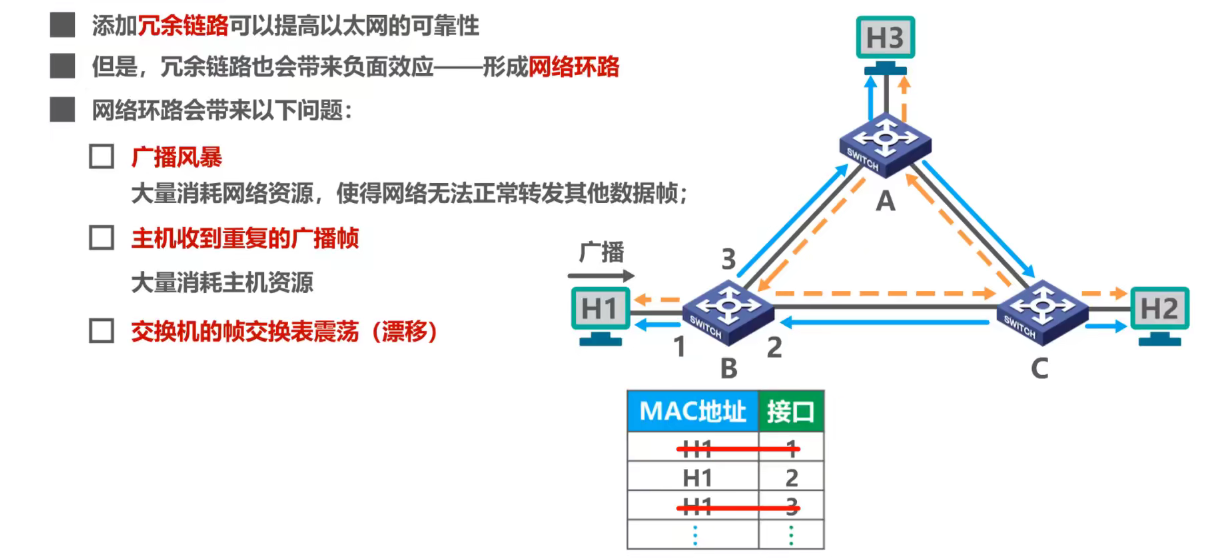 添加冗余链路可以提高以太网的可靠性
但是，冗余链路也会带来负面效应——形成网络环路
网络环路会带来以下问题：
广播风暴
大量消耗网络资源，使得网络无法正常转发其他数据帧；
主机收到重复的广播帧
大量消耗主机资源
交换机的帧交换表震荡（漂移）
H3
SWITCH
A
广播
3
H1
SWITCH
SWITCH
H2
1
2
B
C
MAC地址 接口
H1 1
H1 2
H1 3
⋮ ⋮